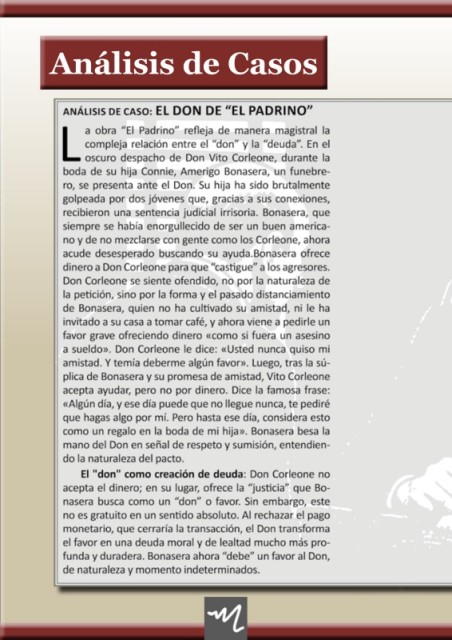 Análisis de Casos
ANÁLISIS DE CASO: EL DON DE “EL PADRINO”
La obra “El Padrino” refleja de manera magistral la
compleja relación entre el “don” y la “deuda”. En el
oscuro despacho de Don Vito Corleone, durante la
boda de su hija Connie, Amerigo Bonasera, un funebre-
ro, se presenta ante el Don. Su hija ha sido brutalmente
golpeada por dos jóvenes que, gracias a sus conexiones,
recibieron una sentencia judicial irrisoria. Bonasera, que
siempre se había enorgullecido de ser un buen america-
no y de no mezclarse con gente como los Corleone, ahora
acude desesperado buscando su ayuda.Bonasera ofrece
dinero a Don Corleone para que “castigue” a los agresores.
Don Corleone se siente ofendido, no por la naturaleza de
la petición, sino por la forma y el pasado distanciamiento
de Bonasera, quien no ha cultivado su amistad, ni le ha
invitado a su casa a tomar café, y ahora viene a pedirle un
favor grave ofreciendo dinero «como si fuera un asesino
a sueldo». Don Corleone le dice: «Usted nunca quiso mi
amistad. Y temía deberme algún favor». Luego, tras la sú-
plica de Bonasera y su promesa de amistad, Vito Corleone
acepta ayudar, pero no por dinero. Dice la famosa frase:
«Algún día, y ese día puede que no llegue nunca, te pediré
que hagas algo por mí. Pero hasta ese día, considera esto
como un regalo en la boda de mi hija». Bonasera besa la
mano del Don en señal de respeto y sumisión, entendien-
do la naturaleza del pacto.
El "don" como creación de deuda: Don Corleone no
acepta el dinero; en su lugar, ofrece la “justicia” que Bo-
nasera busca como un “don” o favor. Sin embargo, este
no es gratuito en un sentido absoluto. Al rechazar el pago
monetario, que cerraría la transacción, el Don transforma
el favor en una deuda moral y de lealtad mucho más pro-
funda y duradera. Bonasera ahora “debe” un favor al Don,
de naturaleza y momento indeterminados.